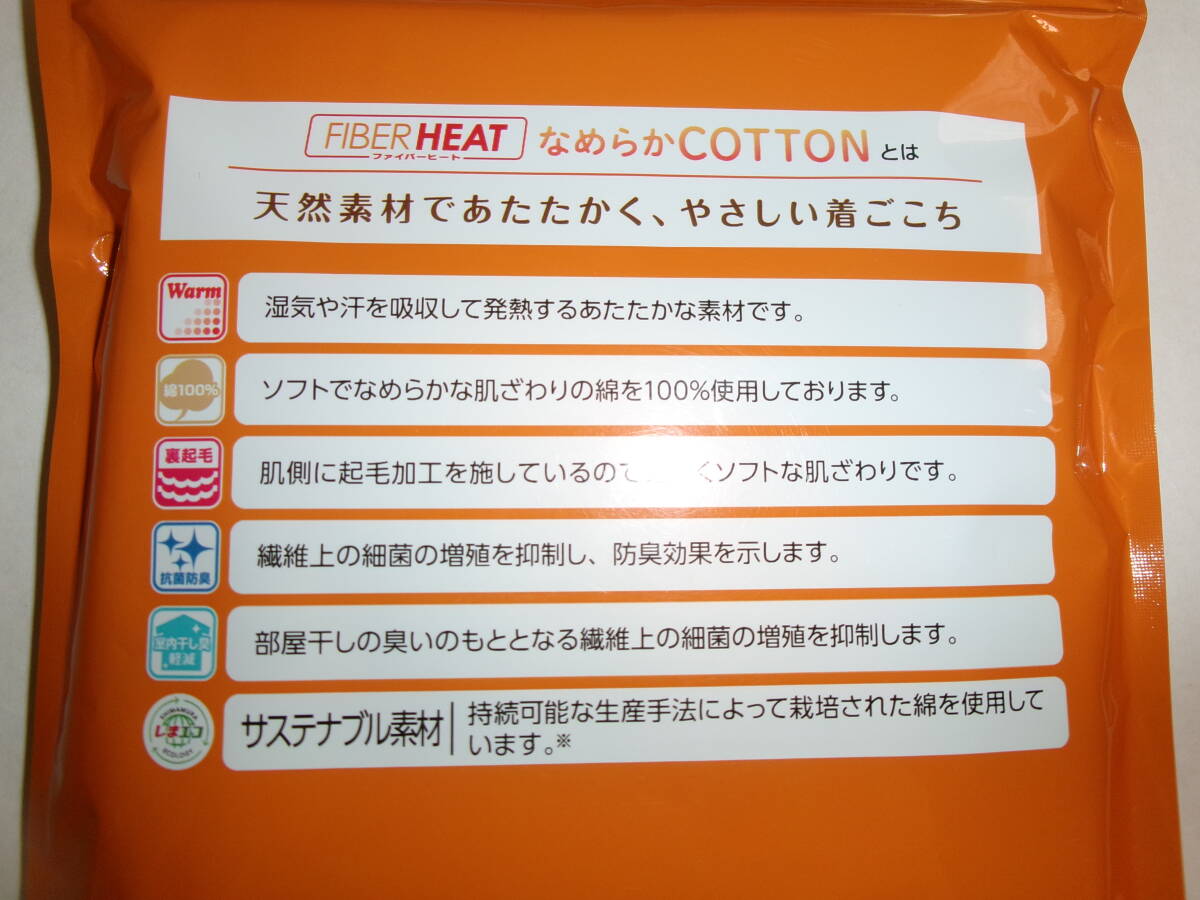 FIBER HEAT なめらかCOTTON とは
ファイバーヒート
天然素材であたたかく、やさしい着ごこち
Warm
湿気や汗を吸収して発熱するあたたかな素材です。
綿100%
ソフトでなめらかな肌ざわりの綿を100%使用しております。
裏起毛
肌側に起毛加工を施しているので くソフトな肌ざわりです。
抗菌防臭
繊維上の細菌の増殖を抑制し、防臭効果を示します。
室内干し臭
軽減
部屋干しの臭いのもととなる繊維上の細菌の増殖を抑制します。
SHIMAMURA
しまエコ
ECOLOGY
サステナブル素材 持続可能な生産手法によって栽培された綿を使用して
います。※